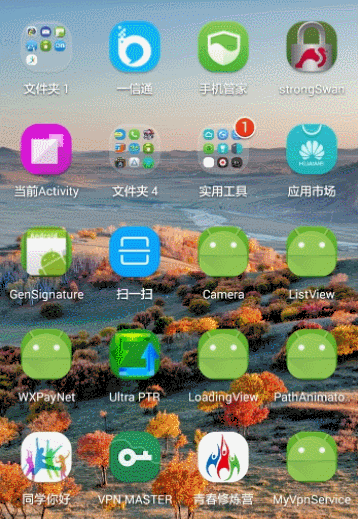 文件夹 1
一信通
手机管家
strongSwan
1
当前Activity
文件夹 4
实用工具
应用市场
HUAWEI
Android
GenSignature
扫一扫
Camera
ListView
WXPayNet
Ultra PTR
LoadingView
PathAnimato
同学你好
VPN MASTER
青春修炼营
MyVpnService